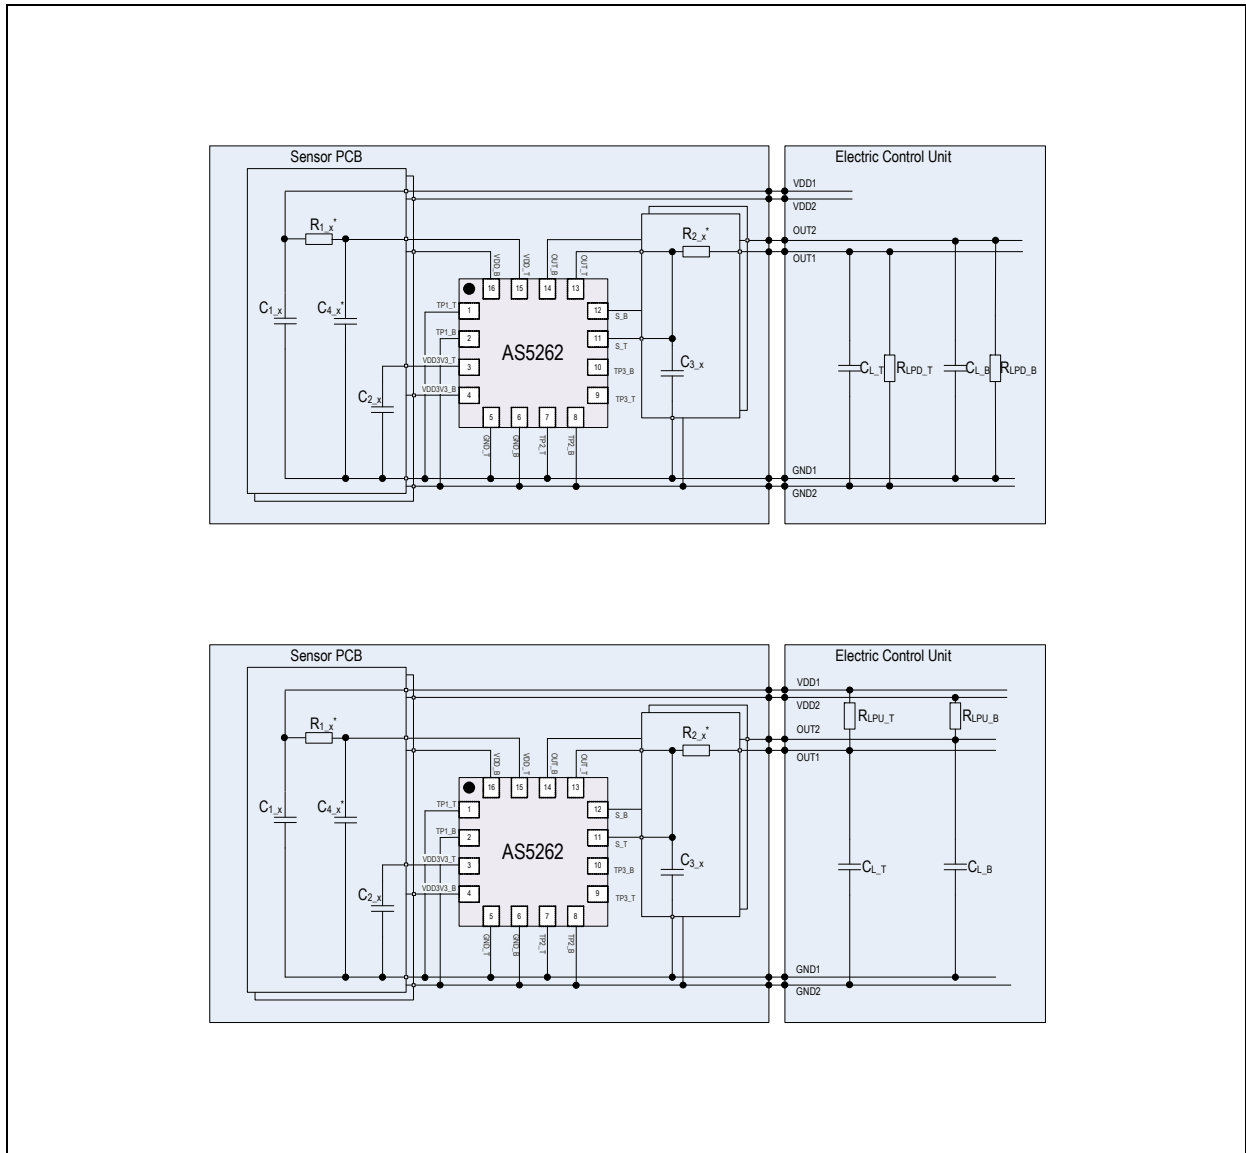 Sensor PCB
Electric Control Unit
VDD1
VDD2
R1_x*
R2_x*
OUT2
OUT1
VDD_B
VDD_T
OUT_B
OUT_T
16
15
14
13
C1_x
C4_x*
TP1_T
1
12
S_B
TP1_B
2
11
S_T
AS5262
VDD3V3_T
3
10
TP3_B
C3_x
CL_T
RLPD_T
CL_B
RLPD_B
C2_x
VDD3V3_B
4
9
TP3_T
5
6
7
8
GND_T
GND_B
TP2_T
TP2_B
GND1
GND2
Sensor PCB
Electric Control Unit
VDD1
VDD2
R1_x*
R2_x*
RLPU_T
RLPU_B
OUT2
OUT1
VDD_B
VDD_T
OUT_B
OUT_T
16
15
14
13
C1_x
C4_x*
TP1_T
1
12
S_B
TP1_B
2
11
S_T
AS5262
VDD3V3_T
3
10
TP3_B
C3_x
CL_T
CL_B
C2_x
VDD3V3_B
4
9
TP3_T
5
6
7
8
GND_T
GND_B
TP2_T
TP2_B
GND1
GND2